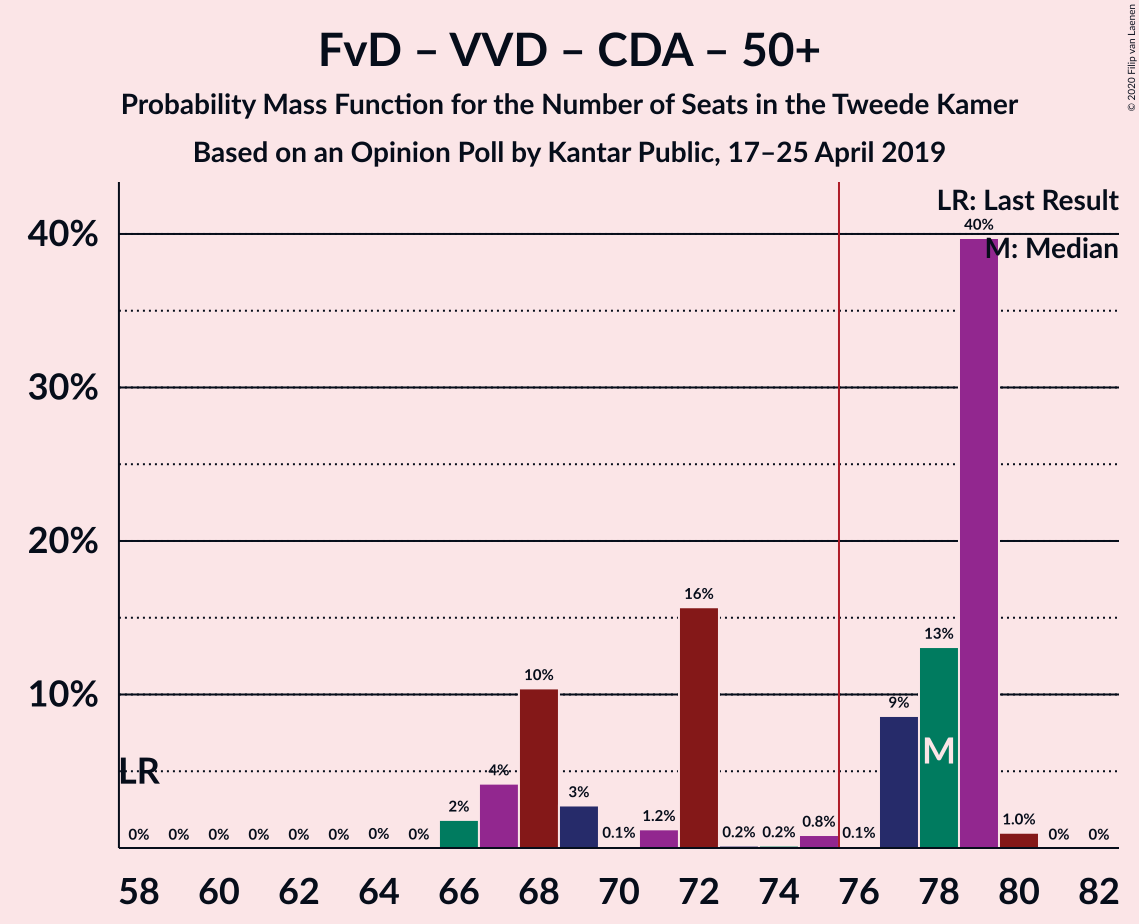 FvD – VVD – CDA – 50+
Probability Mass Function for the Number of Seats in the Tweede Kamer
Based on an Opinion Poll by Kantar Public, 17–25 April 2019
© 2020 Filip van Laenen
LR: Last Result
M: Median
40%
30%
20%
10%
LR
M
0% 0% 0% 0% 0% 0% 0% 0% 2% 4% 10% 3% 0.1% 1.2% 16% 0.2% 0.2% 0.8% 0.1% 9% 13% 40% 1.0% 0% 0%
58 60 62 64 66 68 70 72 74 76 78 80 82